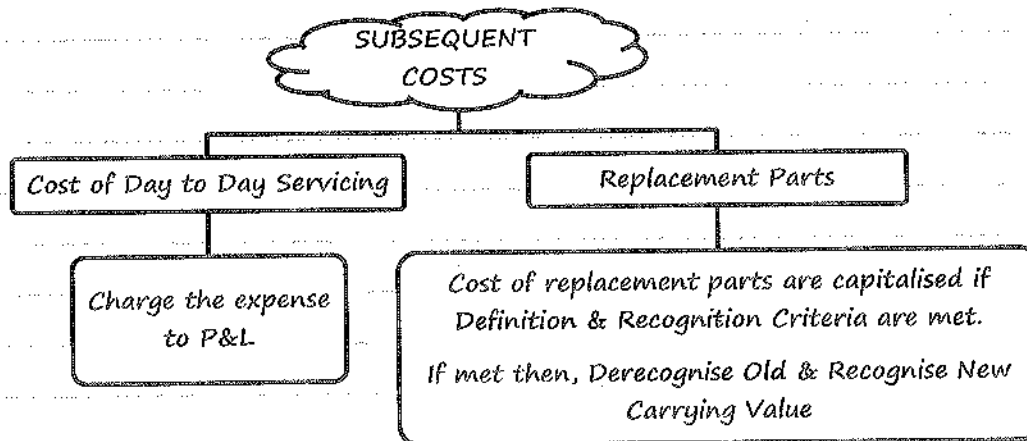 SUBSEQUENT
COSTS
Cost of Day to Day Servicing
Replacement Parts
Charge the expense
to P&L
Cost of replacement parts are capitalised if
Definition & Recognition Criteria are met.
If met then, Derecognise Old & Recognise New
Carrying Value